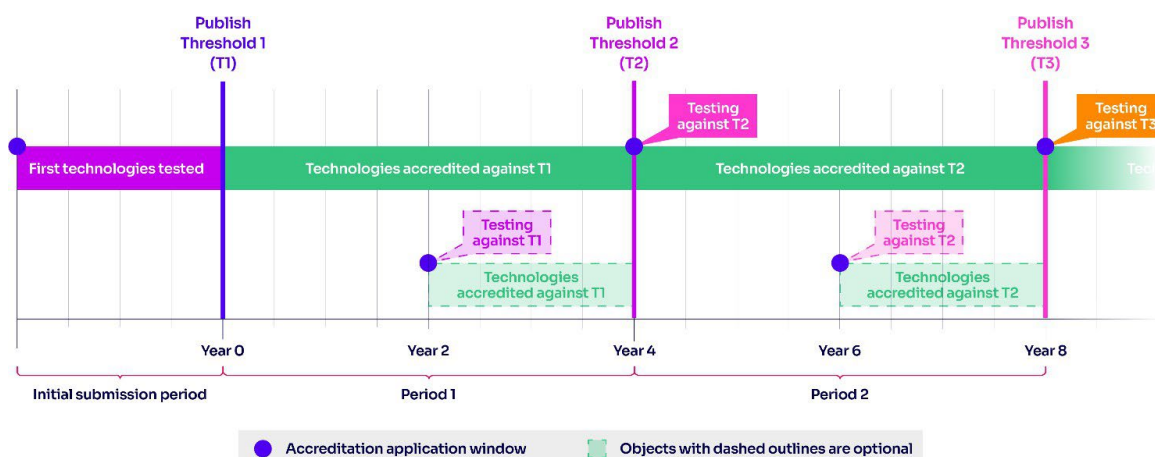 Publish
Threshold 1
(T1)
Publish
Threshold 2
(T2)
Publish
Threshold 3
(T3)
Testing
against T2
Testing
against T3
First technologies tested
Technologies accredited against T1
Technologies accredited against T2
Testing
against T1
Testing
against T2
Technologies
accredited against T1
Technologies
accredited against T2
Year 0
Year 2
Year 4
Year 6
Year 8
Initial submission period
Period 1
Period 2
Accreditation application window
Objects with dashed outlines are optional